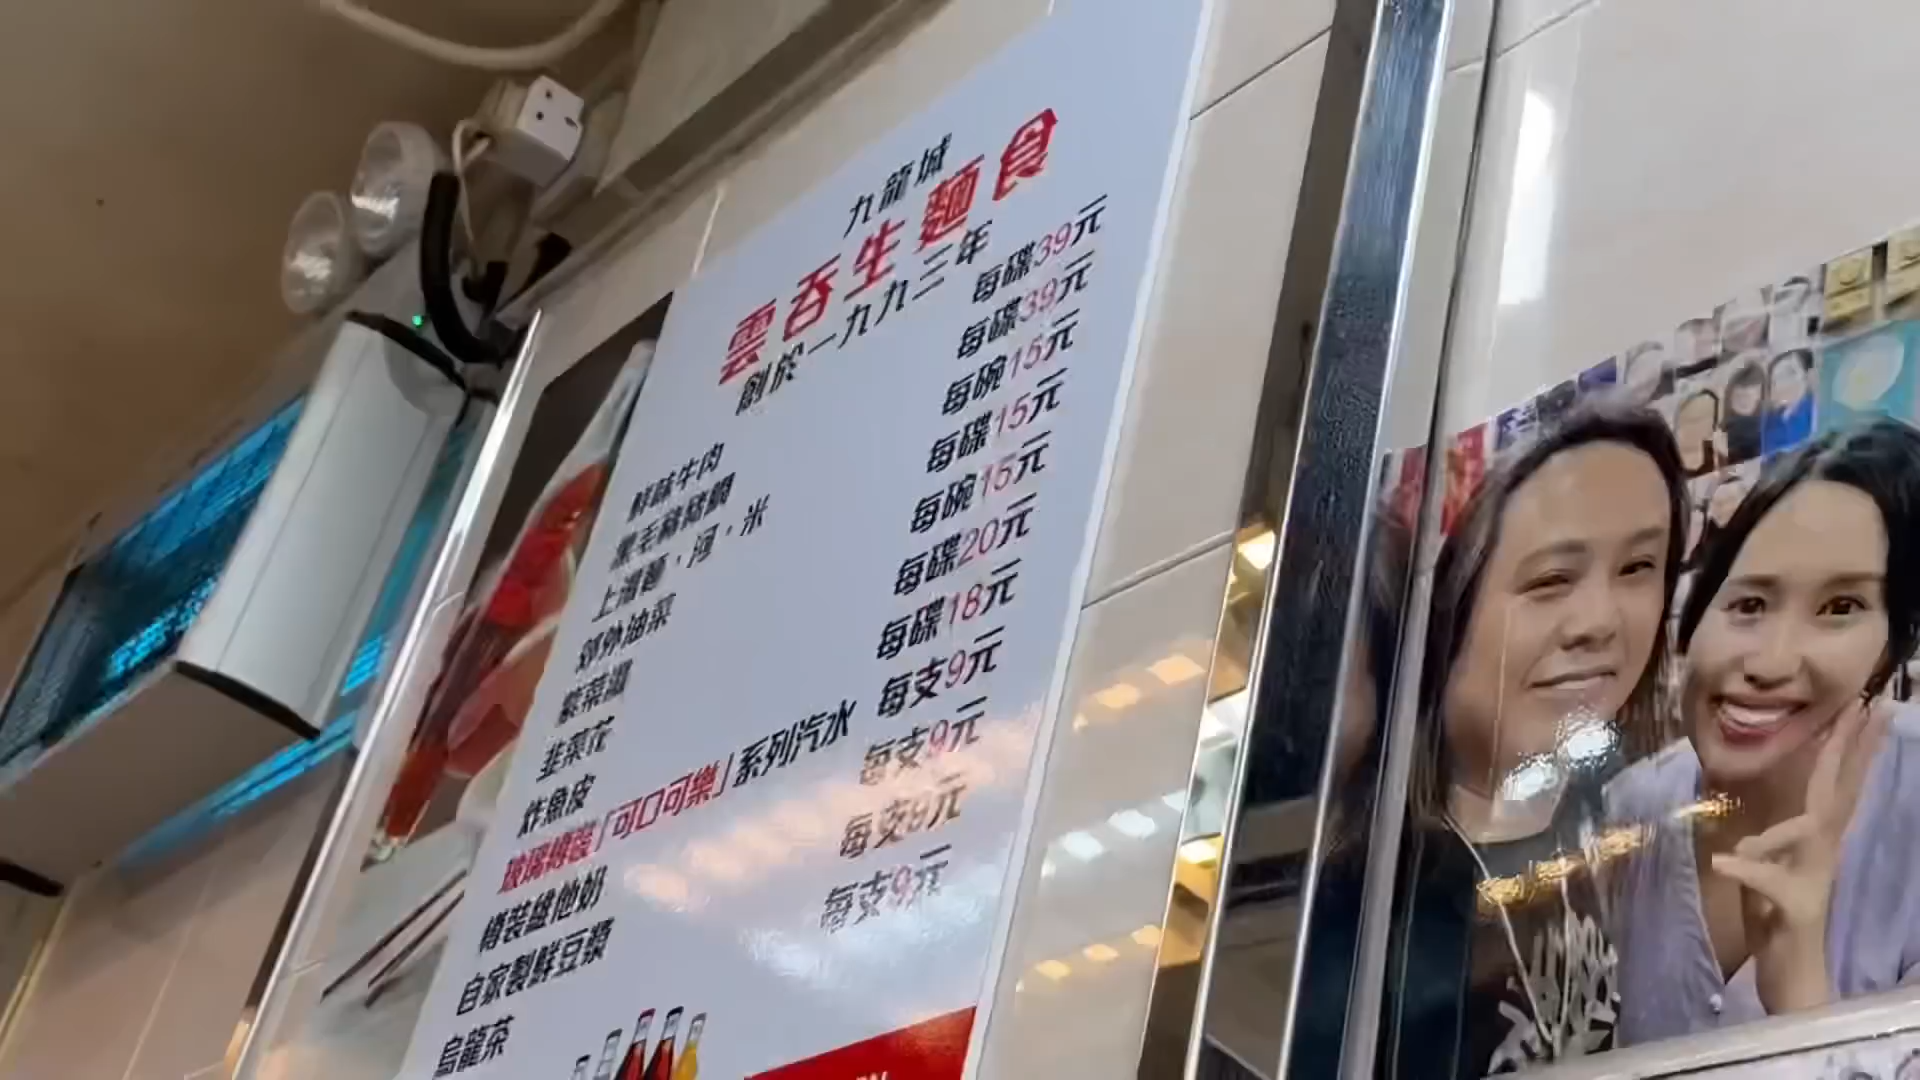 九龍城
雲吞生麵食
創於一九九三年
鮮味牛肉 每碟39元
黑毛豬豬膶 每碟39元
上湯麵，河，米 每碗15元
郊外油菜 每碟15元
紫菜湯 每碗15元
韭菜花 每碟20元
炸魚皮 每碟18元
玻璃樽裝「可口可樂」系列汽水 每支9元
樽裝維他奶 每支9元
自家製鮮豆漿 每支9元
烏龍茶 每支9元